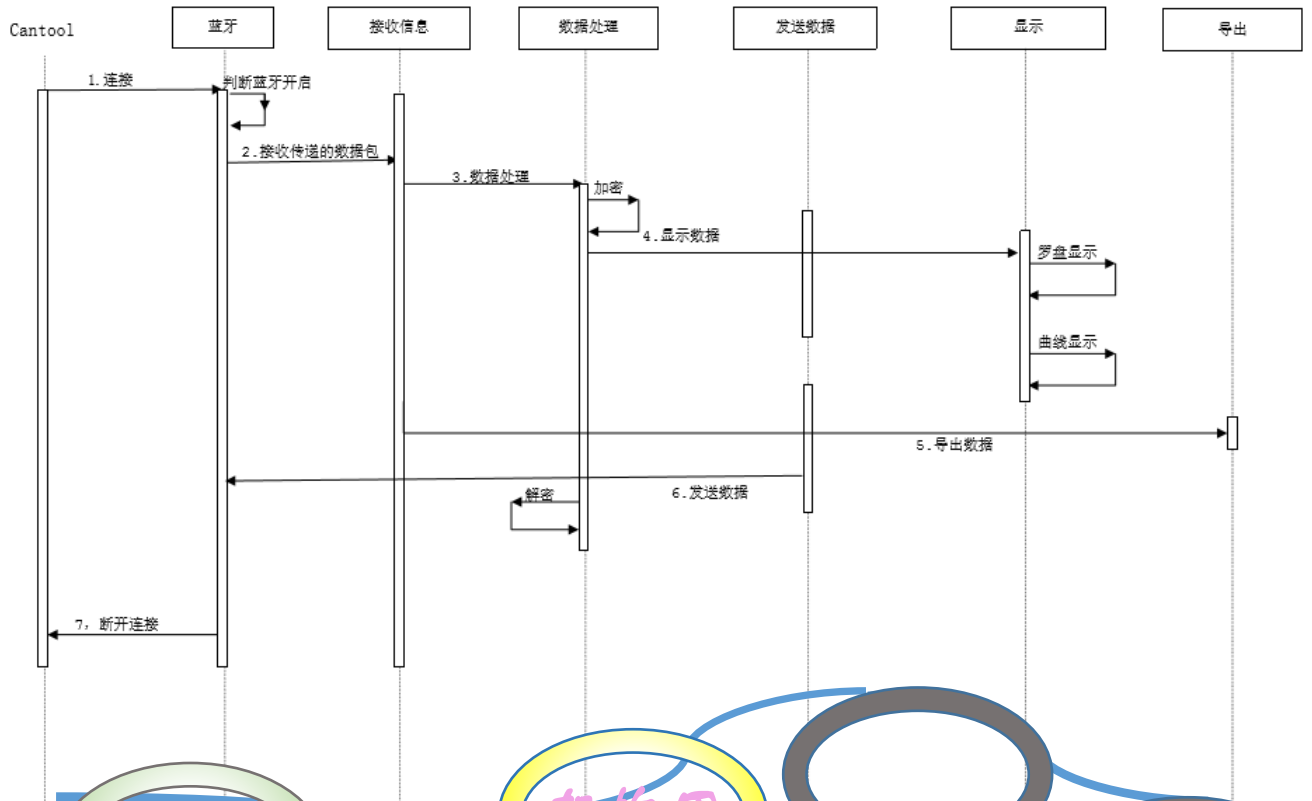 Cantool
蓝牙
接收信息
数据处理
发送数据
显示
导出
1.连接
判断蓝牙开启
2.接收传递的数据包
3.数据处理
加密
4.显示数据
罗盘显示
曲线显示
5.导出数据
6.发送数据
解密
7,断开连接